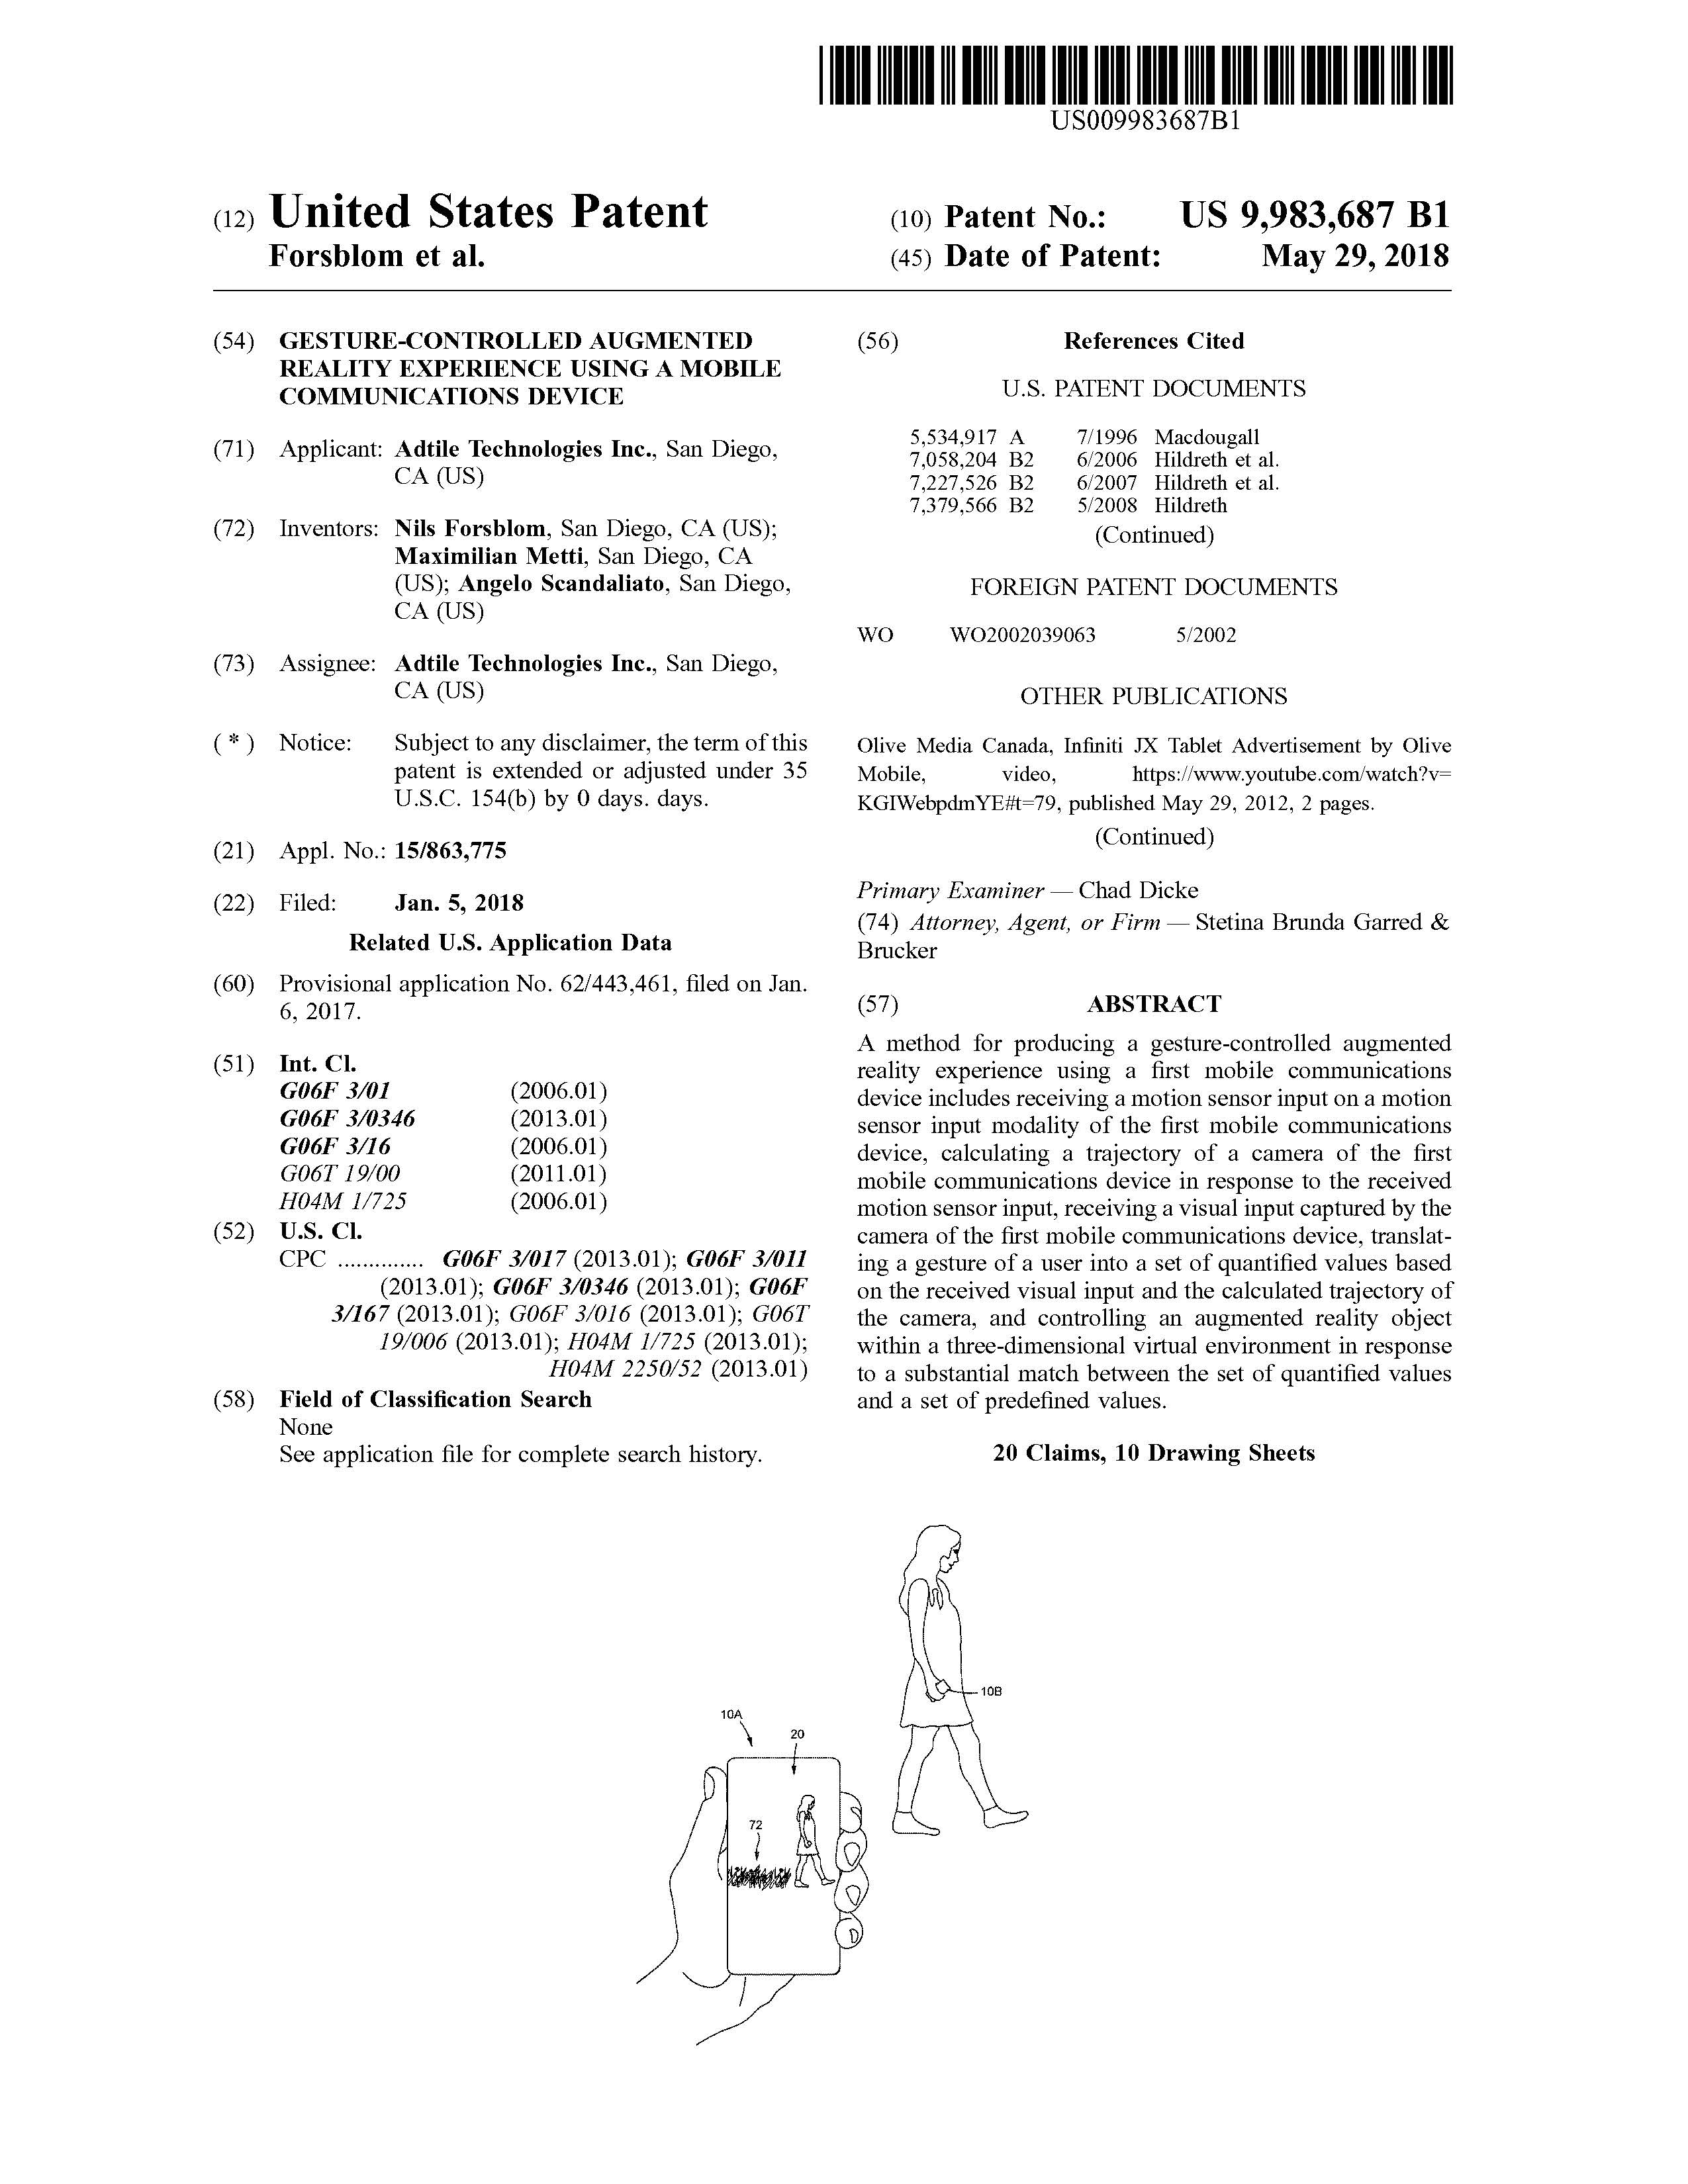 US009983687B1
(12) United States Patent
Forsblom et al.
(10) Patent No.: US 9,983,687 B1
(45) Date of Patent: May 29, 2018
(54) GESTURE-CONTROLLED AUGMENTED
REALITY EXPERIENCE USING A MOBILE
COMMUNICATIONS DEVICE
(71) Applicant: Adtile Technologies Inc., San Diego,
CA (US)
(72) Inventors: Nils Forsblom, San Diego, CA (US);
Maximilian Metti, San Diego, CA
(US); Angelo Scandaliato, San Diego,
CA (US)
(73) Assignee: Adtile Technologies Inc., San Diego,
CA (US)
( * ) Notice: Subject to any disclaimer, the term of this
patent is extended or adjusted under 35
U.S.C. 154(b) by 0 days. days.
(21) Appl. No.: 15/863,775
(22) Filed: Jan. 5, 2018
Related U.S. Application Data
(60) Provisional application No. 62/443,461, filed on Jan.
6, 2017.
(51) Int. Cl.
G06F 3/01 (2006.01)
G06F 3/0346 (2013.01)
G06F 3/16 (2006.01)
G06T 19/00 (2011.01)
H04M 1/725 (2006.01)
(52) U.S. Cl.
CPC .............. G06F 3/017 (2013.01); G06F 3/011
(2013.01); G06F 3/0346 (2013.01); G06F
3/167 (2013.01); G06F 3/016 (2013.01); G06T
19/006 (2013.01); H04M 1/725 (2013.01);
H04M 2250/52 (2013.01)
(58) Field of Classification Search
None
See application file for complete search history.
(56) References Cited
U.S. PATENT DOCUMENTS
5,534,917 A 7/1996 Macdougall
7,058,204 B2 6/2006 Hildreth et al.
7,227,526 B2 6/2007 Hildreth et al.
7,379,566 B2 5/2008 Hildreth
(Continued)
FOREIGN PATENT DOCUMENTS
WO WO2002039063 5/2002
OTHER PUBLICATIONS
Olive Media Canada, Infiniti JX Tablet Advertisement by Olive
Mobile, video, https://www.youtube.com/watch?v=
KGIWebpdmYE#t=79, published May 29, 2012, 2 pages.
(Continued)
Primary Examiner — Chad Dicke
(74) Attorney, Agent, or Firm — Stetina Brunda Garred &
Brucker
(57) ABSTRACT
A method for producing a gesture-controlled augmented
reality experience using a first mobile communications
device includes receiving a motion sensor input on a motion
sensor input modality of the first mobile communications
device, calculating a trajectory of a camera of the first
mobile communications device in response to the received
motion sensor input, receiving a visual input captured by the
camera of the first mobile communications device, translat-
ing a gesture of a user into a set of quantified values based
on the received visual input and the calculated trajectory of
the camera, and controlling an augmented reality object
within a three-dimensional virtual environment in response
to a substantial match between the set of quantified values
and a set of predefined values.
20 Claims, 10 Drawing Sheets
10B
10A
20
72